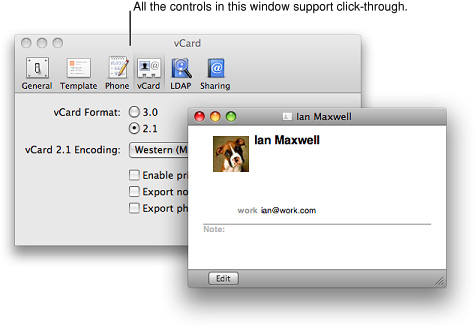 All the controls in this window support click-through.
vCard
General Template Phone vCard LDAP Sharing
vCard Format: 3.0
2.1
vCard 2.1 Encoding: Western (M
Enable pri
Export no
Export ph
Ian Maxwell
Ian Maxwell
work ian@work.com
Note:
Edit